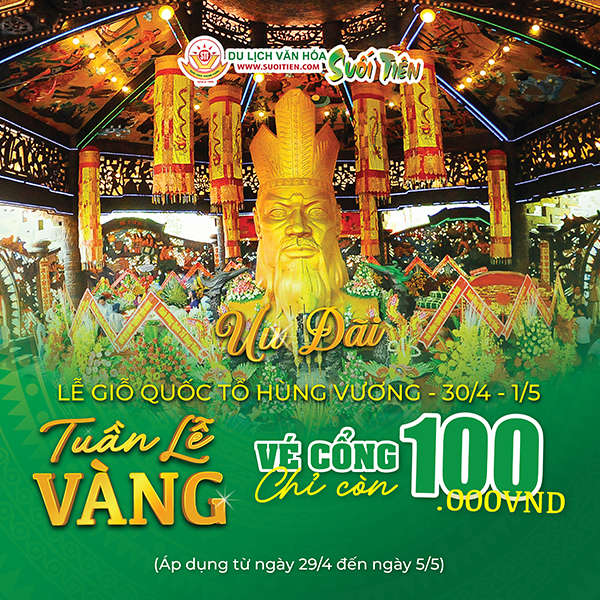 DU LỊCH VĂN HÓA
WWW.SUOITIEN.COM
SUỐI TIÊN
Ưu Đãi
LỄ GIỖ QUỐC TỔ HÙNG VƯƠNG - 30/4 - 1/5
Tuần Lễ
VÀNG
VÉ CỔNG
Chỉ còn
100
.000VND
(Áp dụng từ ngày 29/4 đến ngày 5/5)